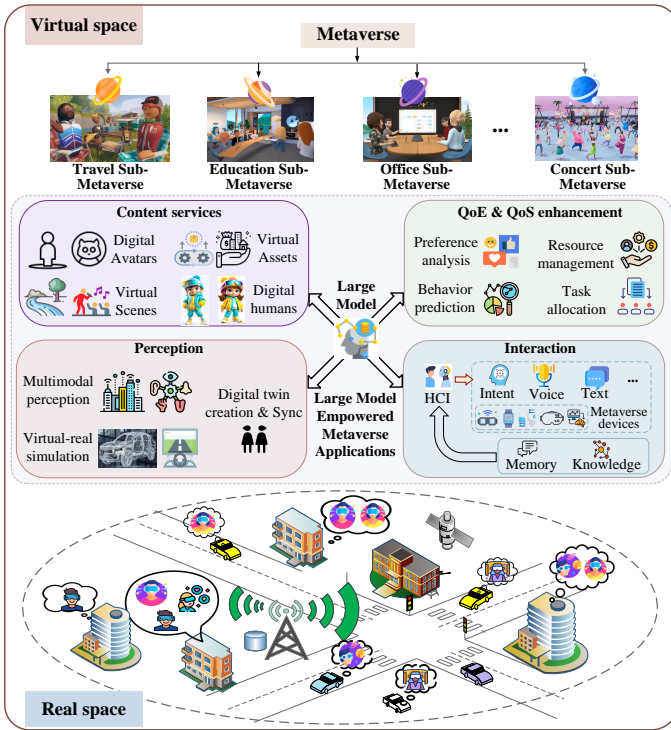 Virtual space
Metaverse
Travel Sub-
Metaverse
Education Sub-
Metaverse
Office Sub-
Metaverse
...
Concert Sub-
Metaverse
Content services
Digital
Avatars
Virtual
Assets
Virtual
Scenes
Digital
humans
QoE & QoS enhancement
Preference
analysis
Resource
management
Behavior
prediction
Task
allocation
Large
Model
Perception
Multimodal
perception
Digital twin
creation & Sync
Virtual-real
simulation
Large Model
Empowered
Metaverse
Applications
Interaction
HCI
Intent
Voice
Text
...
Metaverse
devices
Memory
Knowledge
Real space